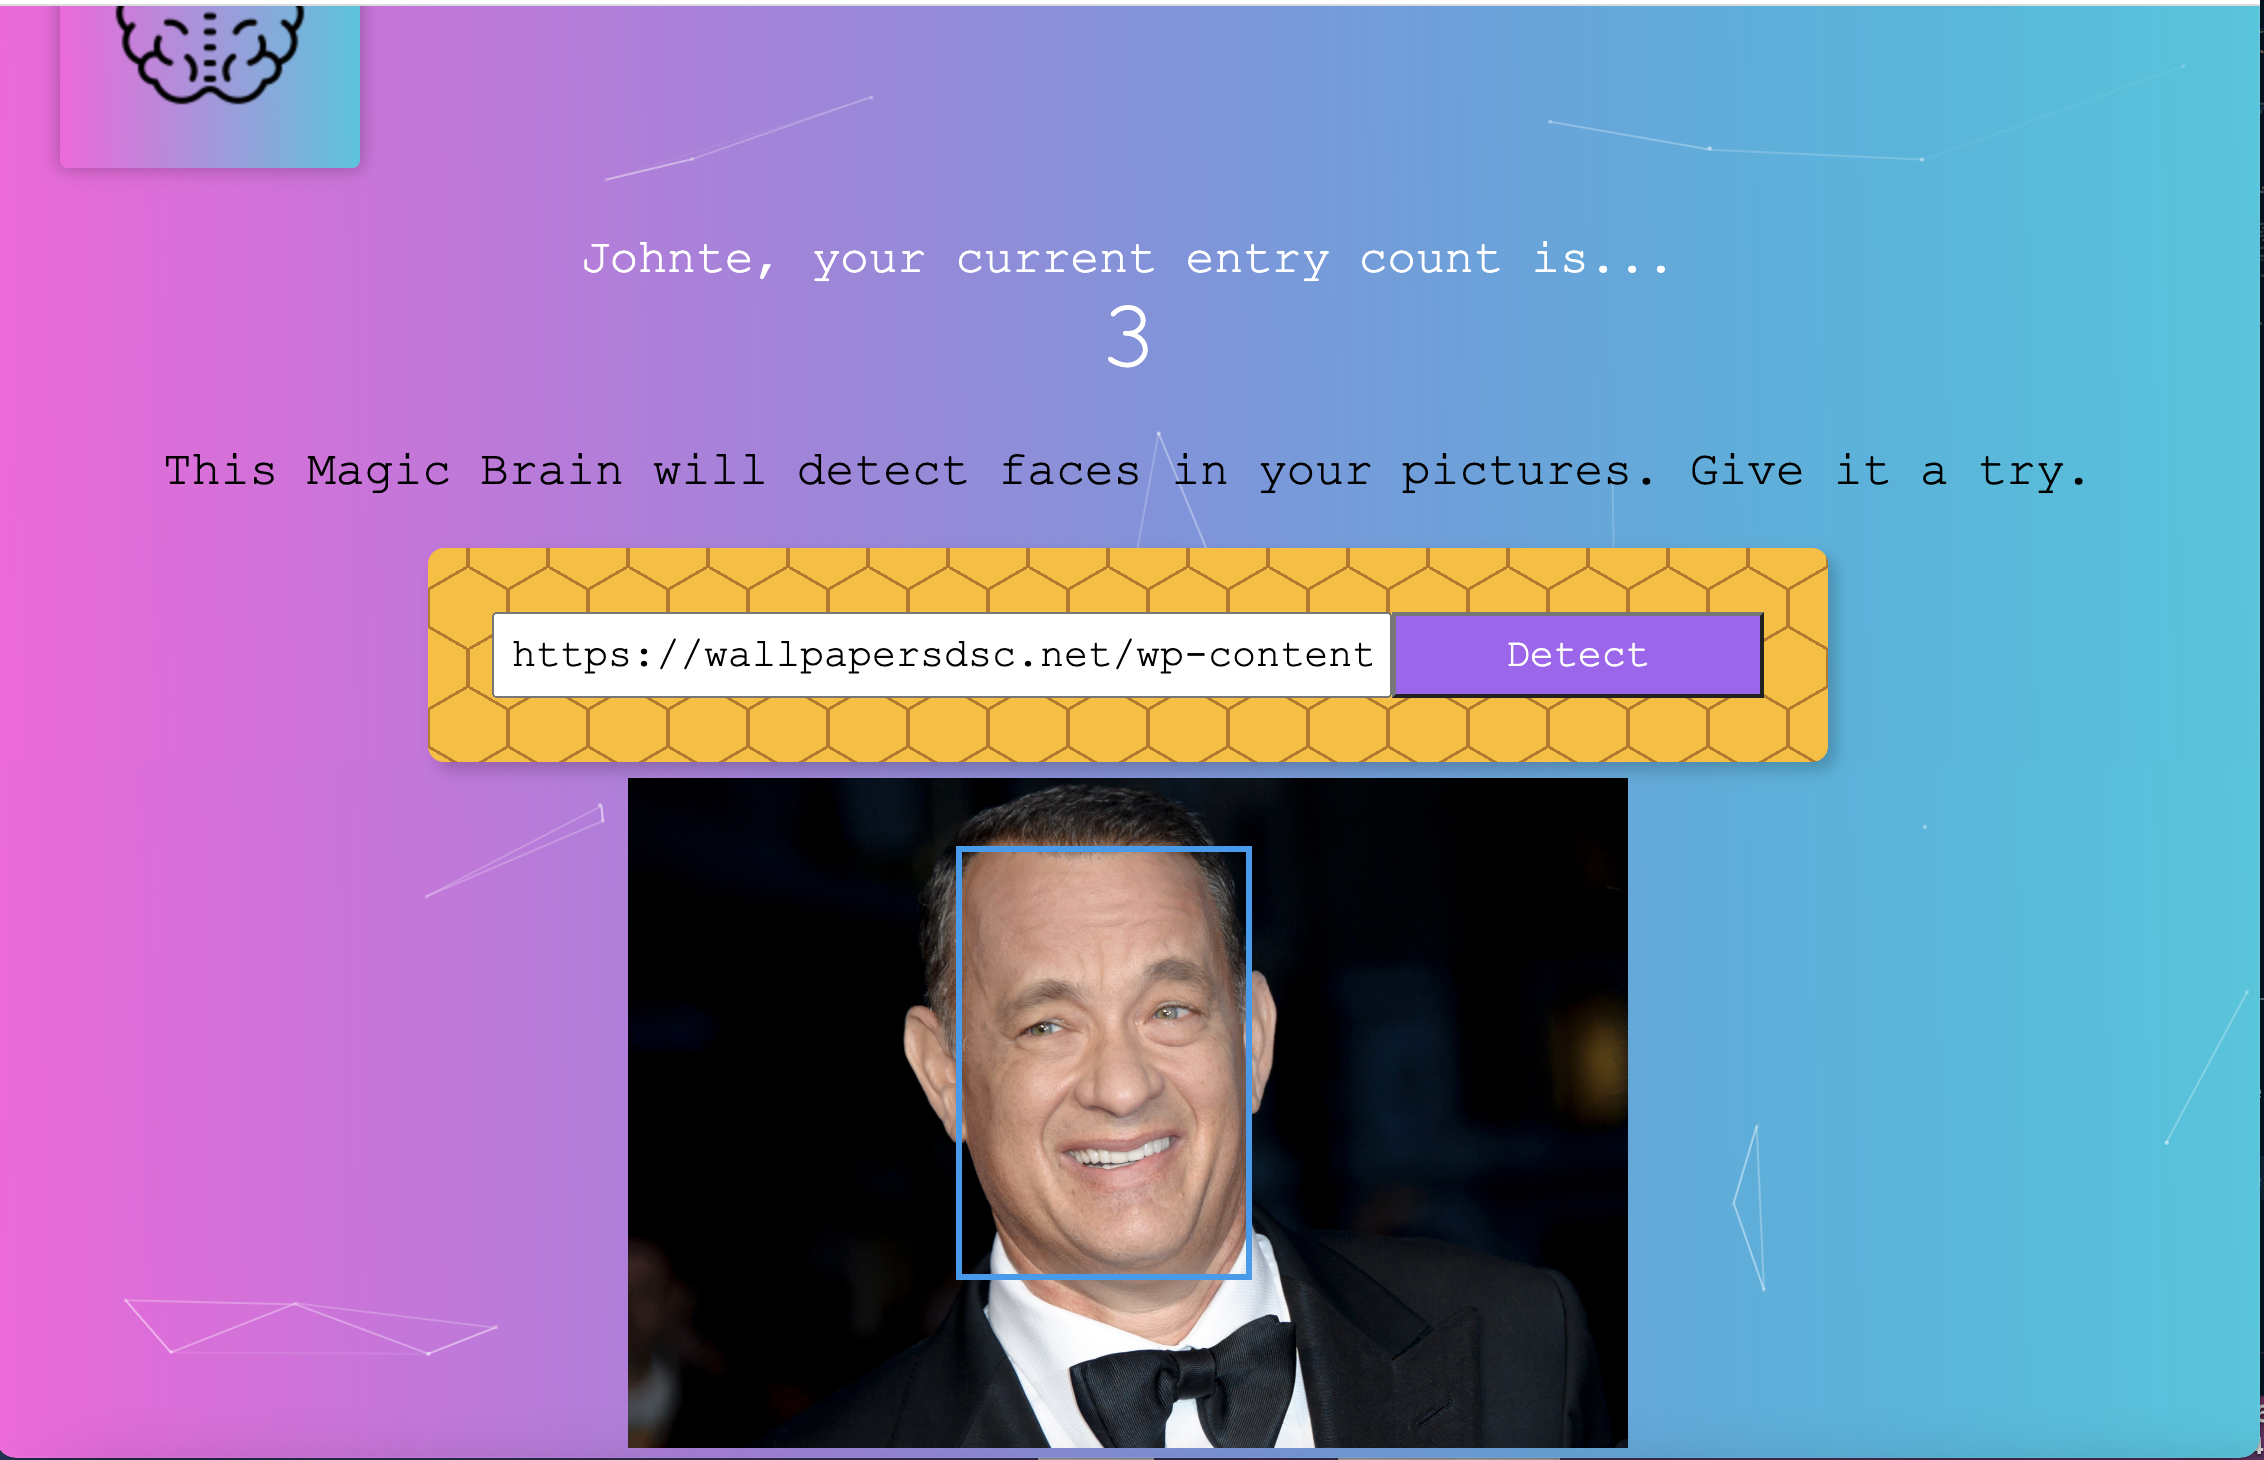 Johnte, your current entry count is...
3
This Magic Brain will detect faces in your pictures. Give it a try.
https://wallpapersdsc.net/wp-content
Detect